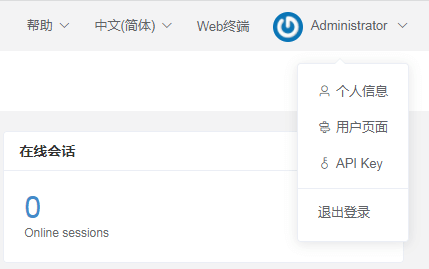 帮助 中文(简体) Web终端 Administrator
个人信息
用户页面
API Key
退出登录
在线会话
0
Online sessions